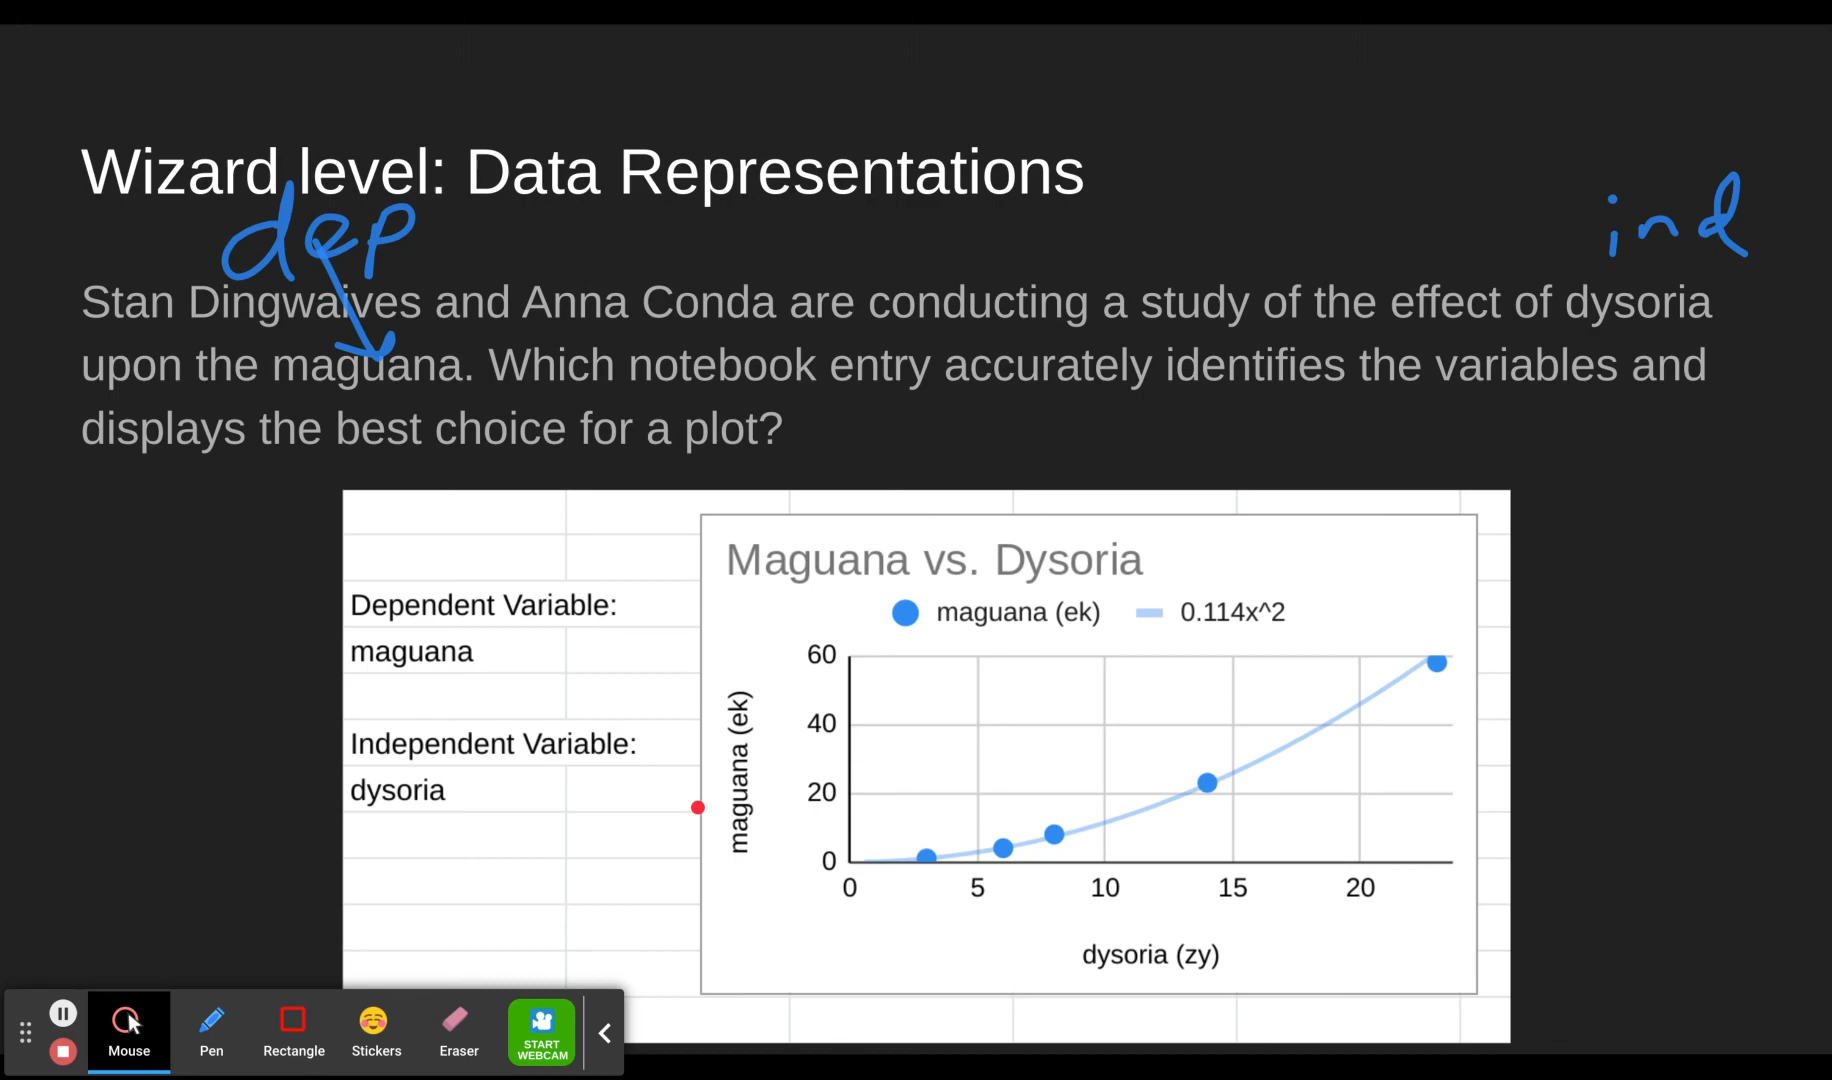 Wizard level: Data Representations
dep
ind
Stan Dingwaives and Anna Conda are conducting a study of the effect of dysoria
upon the maguana. Which notebook entry accurately identifies the variables and
displays the best choice for a plot?
Dependent Variable:
maguana
Independent Variable:
dysoria
Maguana vs. Dysoria
maguana (ek) 0.114x^2
maguana (ek)
60
40
20
0
0 5 10 15 20
dysoria (zy)
Mouse Pen Rectangle Stickers Eraser START
WEBCAM